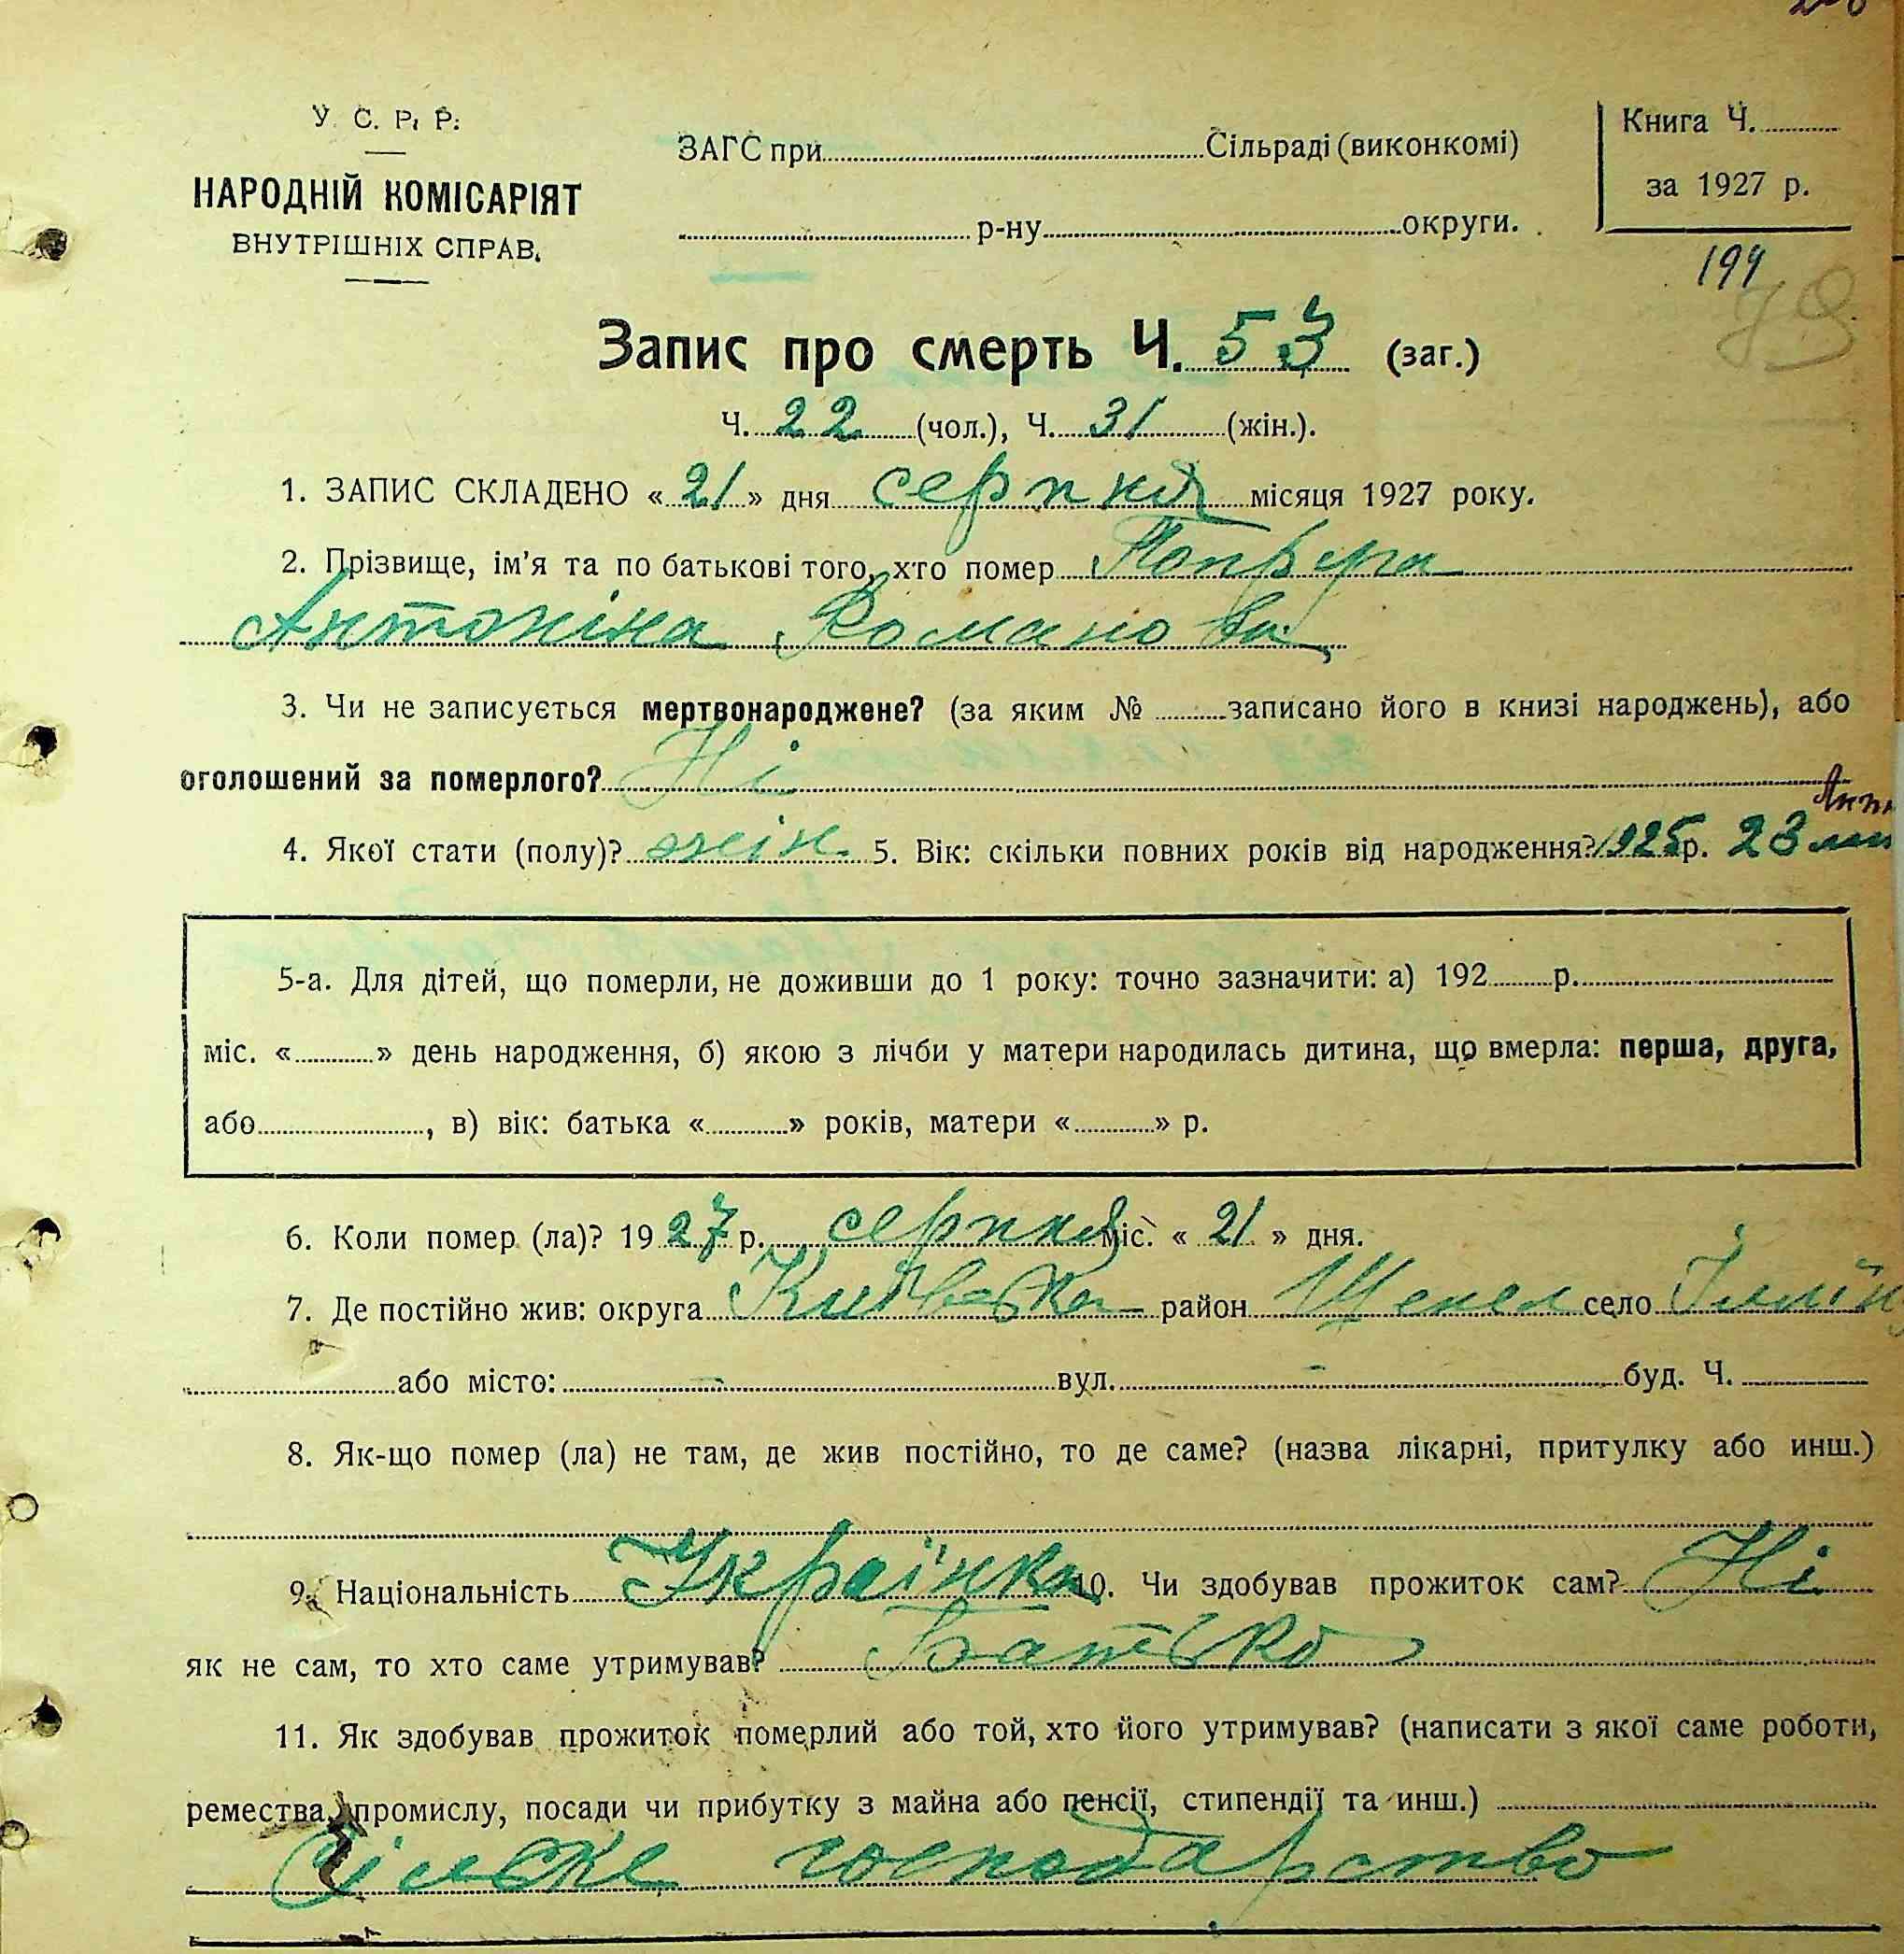 У. С. Р. Р.
НАРОДНІЙ КОМІСАРІЯТ
ВНУТРІШНІХ СПРАВ.
ЗАГС при Сільраді (виконкомі)
р-ну округи.
Книга Ч.
за 1927 р.
194
79
Запис про смерть Ч. 53 (заг.)
Ч. 22 (чол.), Ч. 31 (жін.).
1. ЗАПИС СКЛАДЕНО « 21 » дня серпня місяця 1927 року.
2. Прізвище, ім'я та по батькові того, хто помер
Антоніна Романова
3. Чи не записується мертвонароджене? (за яким № записано його в книзі народжень), або
оголошений за померлого? Ні
4. Якої стати (полу)? жін. 5. Вік: скільки повних років від народження? 1925 р. 23
5-а. Для дітей, що померли, не доживши до 1 року: точно зазначити: а) 192 р.
міс. « » день народження, б) якою з лічби у матери народилась дитина, що вмерла: перша, друга,
або , в) вік: батька « » років, матери « » р.
6. Коли помер (ла)? 19 27 р. серпня міс. « 21 » дня.
7. Де постійно жив: округа район село
або місто: - вул. - буд. Ч.
8. Як-що помер (ла) не там, де жив постійно, то де саме? (назва лікарні, притулку або инш.)
9. Національність Українка 10. Чи здобував прожиток сам? Ні
як не сам, то хто саме утримував? Батько
11. Як здобував прожиток померлий або той, хто його утримував? (написати з якої саме роботи,
ремества, промислу, посади чи прибутку з майна або пенсії, стипендії та инш.)
Сільске господарство